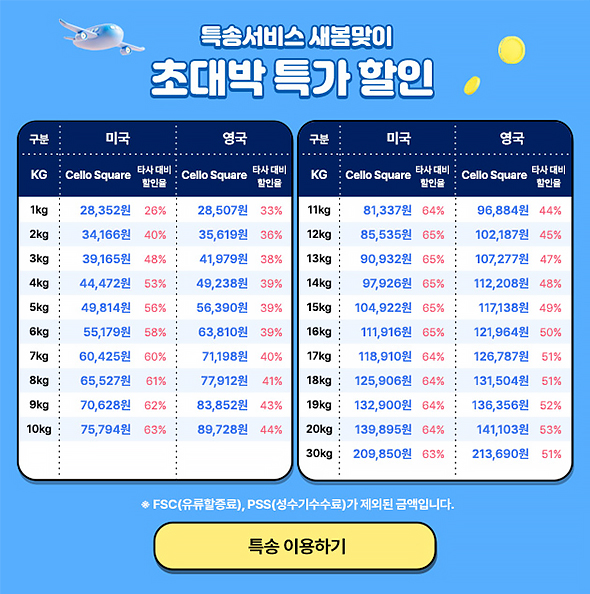 특송서비스 새봄맞이
초대박 특가 할인
구분 미국 영국
KG Cello Square 타사 대비 할인율 Cello Square 타사 대비 할인율
1kg 28,352원 26% 28,507원 33%
2kg 34,166원 40% 35,619원 36%
3kg 39,165원 48% 41,979원 38%
4kg 44,472원 53% 49,238원 39%
5kg 49,814원 56% 56,390원 39%
6kg 55,179원 58% 63,810원 39%
7kg 60,425원 60% 71,198원 40%
8kg 65,527원 61% 77,912원 41%
9kg 70,628원 62% 83,852원 43%
10kg 75,794원 63% 89,728원 44%
구분 미국 영국
KG Cello Square 타사 대비 할인율 Cello Square 타사 대비 할인율
11kg 81,337원 64% 96,884원 44%
12kg 85,535원 65% 102,187원 45%
13kg 90,932원 65% 107,277원 47%
14kg 97,926원 65% 112,208원 48%
15kg 104,922원 65% 117,138원 49%
16kg 111,916원 65% 121,964원 50%
17kg 118,910원 64% 126,787원 51%
18kg 125,906원 64% 131,504원 51%
19kg 132,900원 64% 136,356원 52%
20kg 139,895원 64% 141,103원 53%
30kg 209,850원 63% 213,690원 51%
※ FSC(유류할증료), PSS(성수기수수료)가 제외된 금액입니다.
특송 이용하기